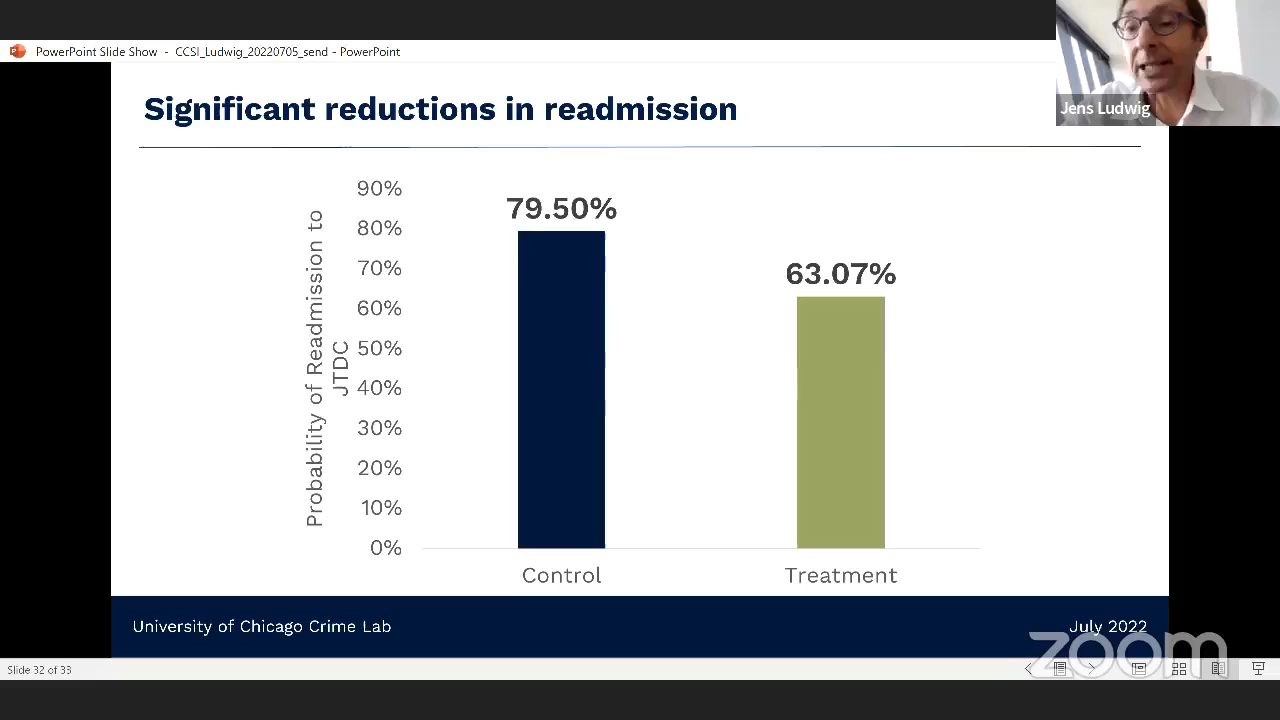 PowerPoint Slide Show - CCSI_Ludwig_20220705_send - PowerPoint
Jens Ludwig
Significant reductions in readmission
Probability of Readmission to
JTDC
90%
80%
70%
60%
50%
40%
30%
20%
10%
0%
79.50%
63.07%
Control
Treatment
University of Chicago Crime Lab
July 2022
zoom
Slide 32 of 33